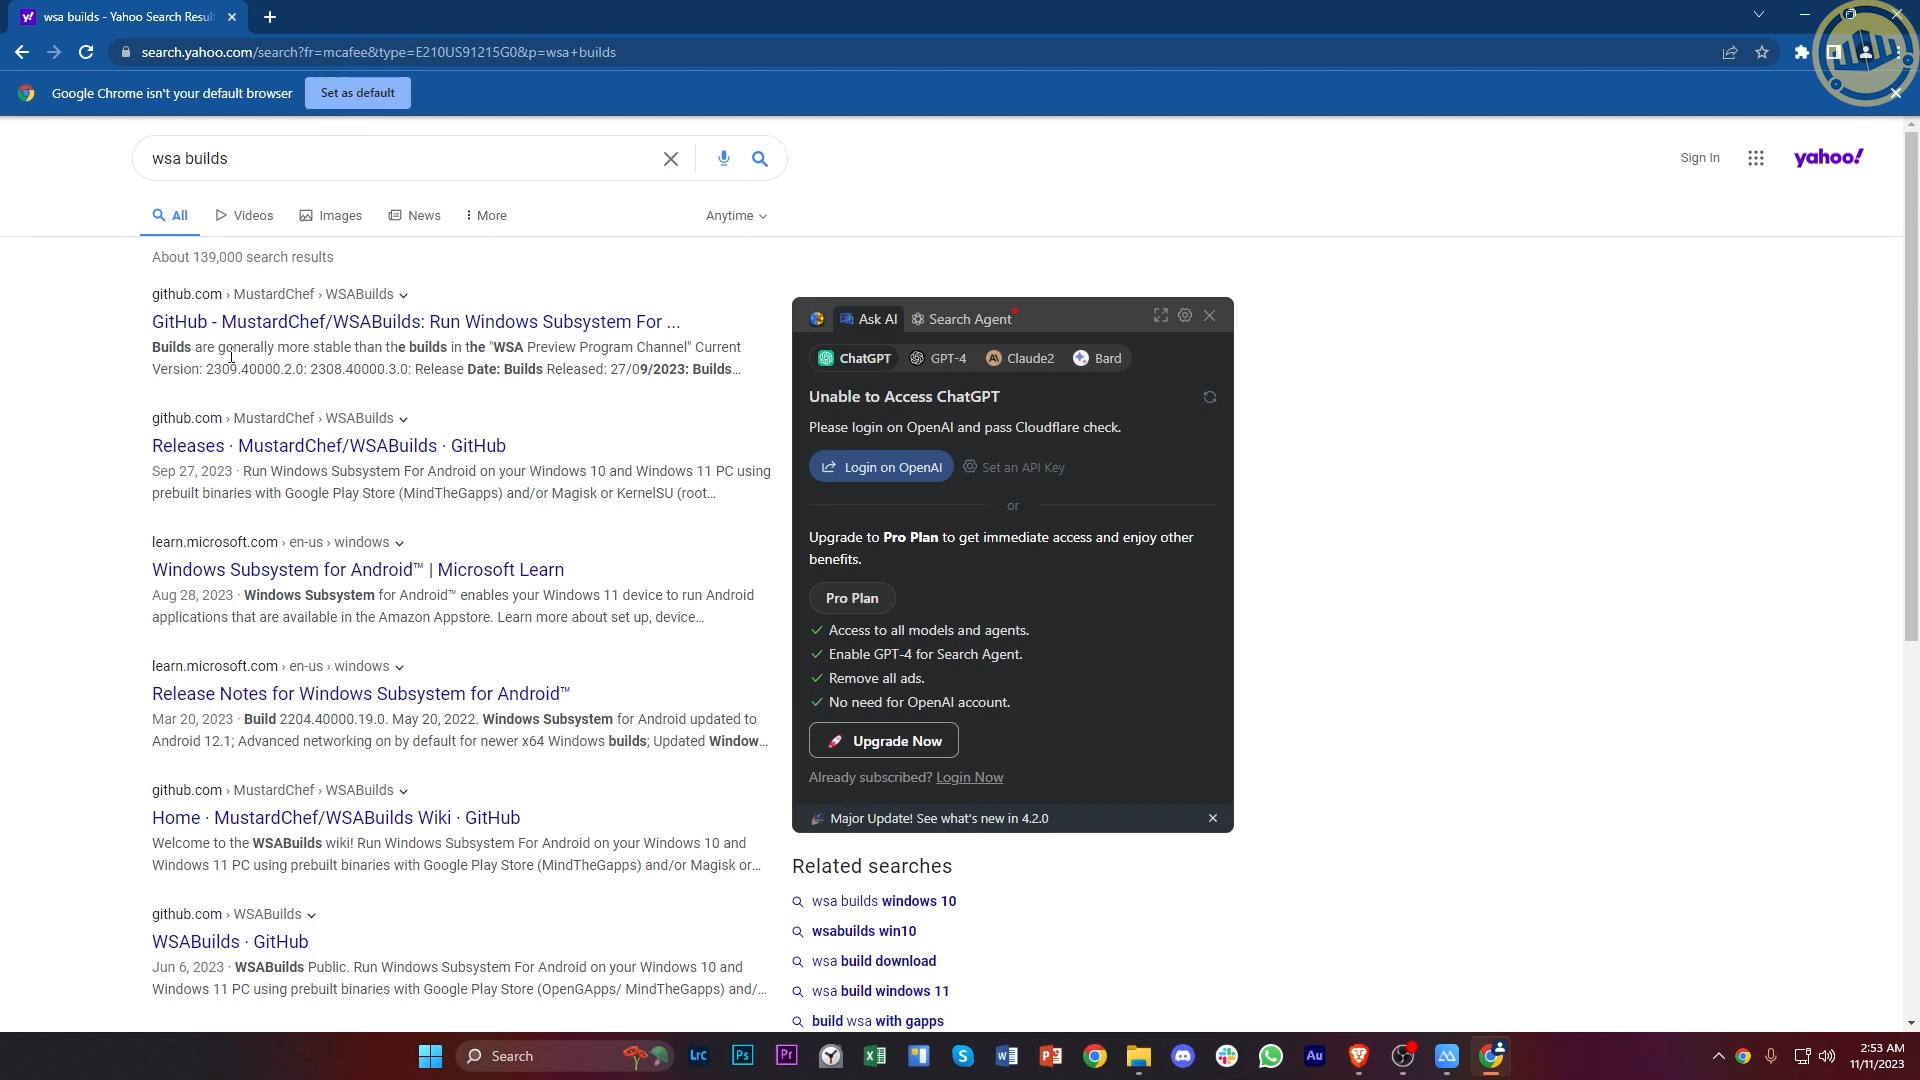 wsa builds - Yahoo Search Resul
search.yahoo.com/search?fr=mcafee&type=E210US91215G0&p=wsa+builds
Google Chrome isn't your default browser
Set as default
wsa builds
Sign In
yahoo!
All
Videos
Images
News
More
Anytime
About 139,000 search results
github.com › MustardChef › WSABuilds
GitHub - MustardChef/WSABuilds: Run Windows Subsystem For ...
Builds are generally more stable than the builds in the "WSA Preview Program Channel" Current
Version: 2309.40000.2.0: 2308.40000.3.0: Release Date: Builds Released: 27/09/2023: Builds...
github.com › MustardChef › WSABuilds
Releases · MustardChef/WSABuilds · GitHub
Sep 27, 2023 · Run Windows Subsystem For Android on your Windows 10 and Windows 11 PC using
prebuilt binaries with Google Play Store (MindTheGapps) and/or Magisk or KernelSU (root...
learn.microsoft.com › en-us › windows
Windows Subsystem for Android™ | Microsoft Learn
Aug 28, 2023 · Windows Subsystem for Android™ enables your Windows 11 device to run Android
applications that are available in the Amazon Appstore. Learn more about set up, device...
learn.microsoft.com › en-us › windows
Release Notes for Windows Subsystem for Android™
Mar 20, 2023 · Build 2204.40000.19.0. May 20, 2022. Windows Subsystem for Android updated to
Android 12.1; Advanced networking on by default for newer x64 Windows builds; Updated Window...
github.com › MustardChef › WSABuilds
Home · MustardChef/WSABuilds Wiki · GitHub
Welcome to the WSABuilds wiki! Run Windows Subsystem For Android on your Windows 10 and
Windows 11 PC using prebuilt binaries with Google Play Store (MindTheGapps) and/or Magisk or...
github.com › WSABuilds
WSABuilds · GitHub
Jun 6, 2023 · WSABuilds Public. Run Windows Subsystem For Android on your Windows 10 and
Windows 11 PC using prebuilt binaries with Google Play Store (OpenGApps/ MindTheGapps) and/...
Ask AI
Search Agent
ChatGPT
GPT-4
Claude2
Bard
Unable to Access ChatGPT
Please login on OpenAI and pass Cloudflare check.
Login on OpenAI
Set an API Key
or
Upgrade to Pro Plan to get immediate access and enjoy other
benefits.
Pro Plan
Access to all models and agents.
Enable GPT-4 for Search Agent.
Remove all ads.
No need for OpenAI account.
Upgrade Now
Already subscribed? Login Now
Major Update! See what's new in 4.2.0
Related searches
wsa builds windows 10
wsabuilds win10
wsa build download
wsa build windows 11
build wsa with gapps
Search
LrC
Ps
Pr
Au
2:53 AM
11/11/2023